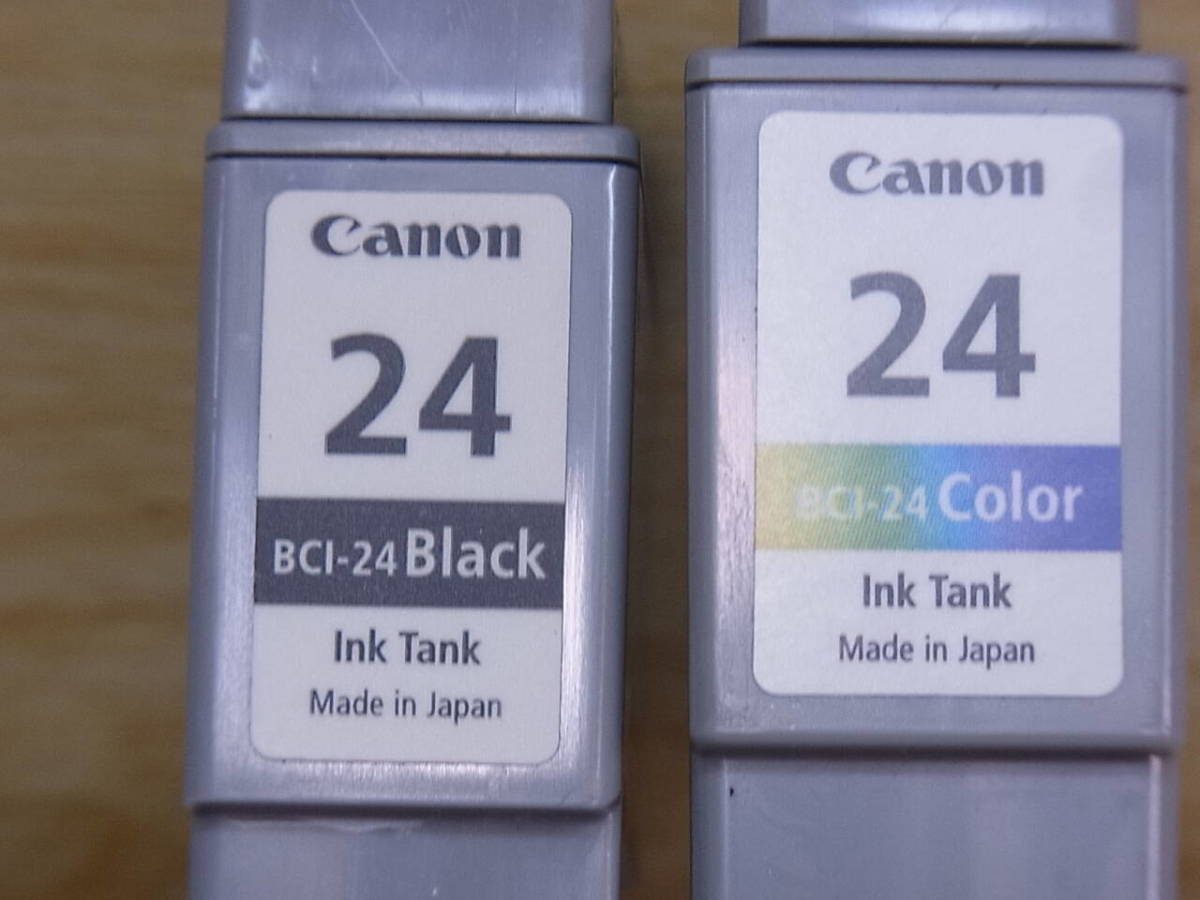 Canon
24
BCI-24 Black
Ink Tank
Made in Japan
Canon
24
BCI-24 Color
Ink Tank
Made in Japan